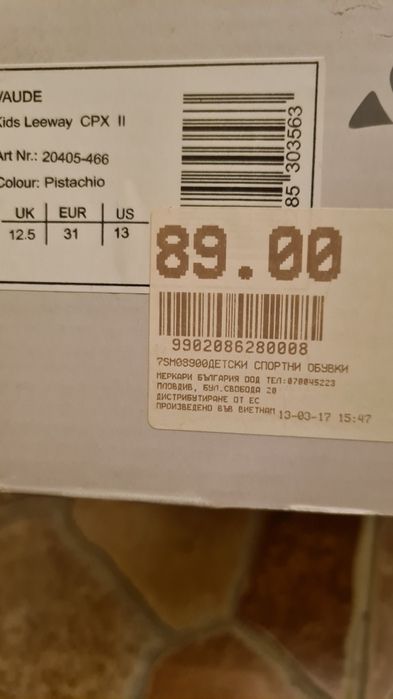 VAUDE
Kids Leeway CPX II
Art Nr.: 20405-466
Colour: Pistachio
UK EUR US
12.5 31 13
85 303563
89.00
9902086280008
7SM08900ДЕТСКИ СПОРТНИ ОБУВКИ
МЕРКАРИ БЪЛГАРИЯ ООД ТЕЛ:070045223
ПЛОВДИВ, БУЛ.СВОБОДА 20
ДИСТРИБУТИРАНЕ ОТ ЕС
ПРОИЗВЕДЕНО ВЪВ ВИЕТНАМ 13-03-17 15:47